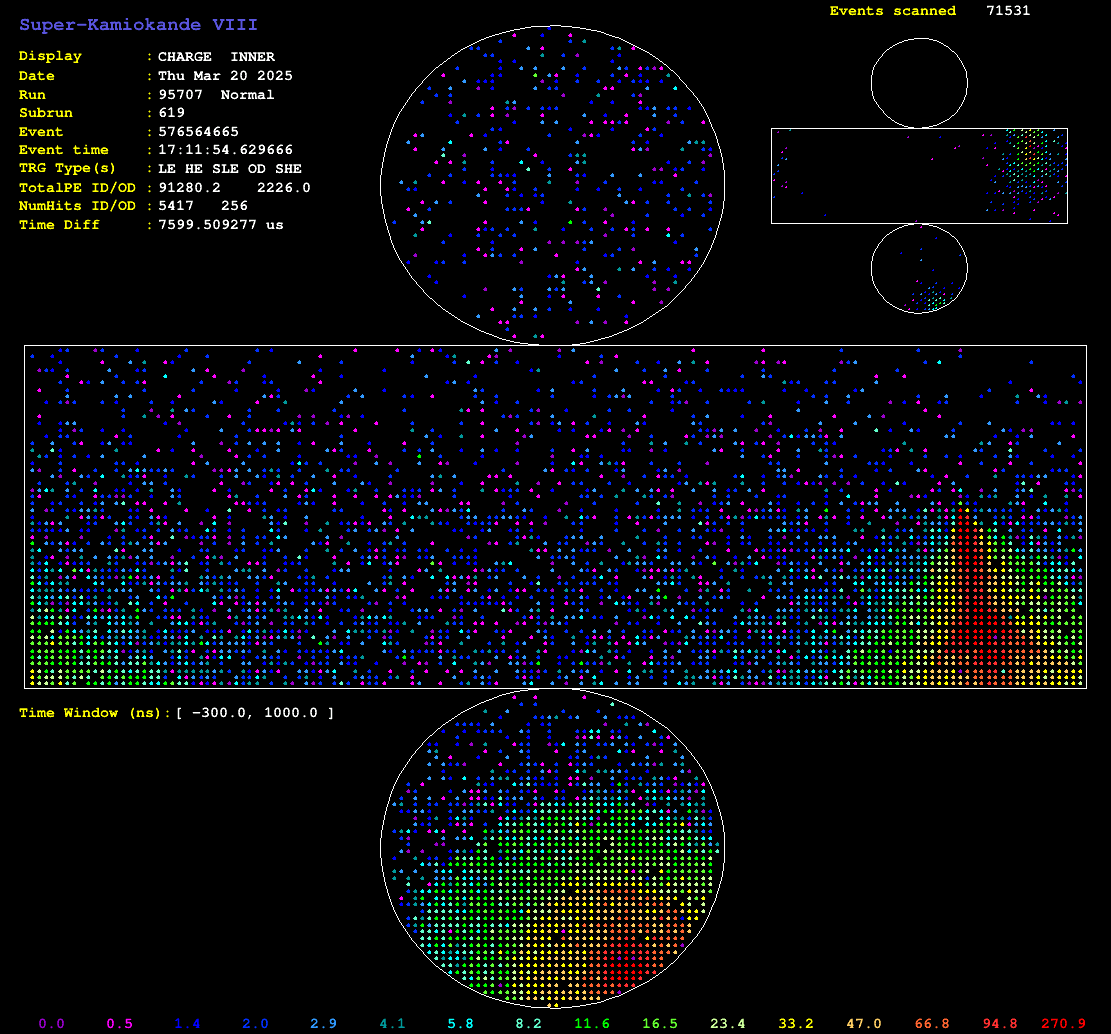 Super-Kamiokande VIII
Events scanned 71531
Display : CHARGE INNER
Date : Thu Mar 20 2025
Run : 95707 Normal
Subrun : 619
Event : 576564665
Event time : 17:11:54.629666
TRG Type(s) : LE HE SLE OD SHE
TotalPE ID/OD : 91280.2 2226.0
NumHits ID/OD : 5417 256
Time Diff : 7599.509277 us
Time Window (ns): [ -300.0, 1000.0 ]
0.0 0.5 1.4 2.0 2.9 4.1 5.8 8.2 11.6 16.5 23.4 33.2 47.0 66.8 94.8 270.9